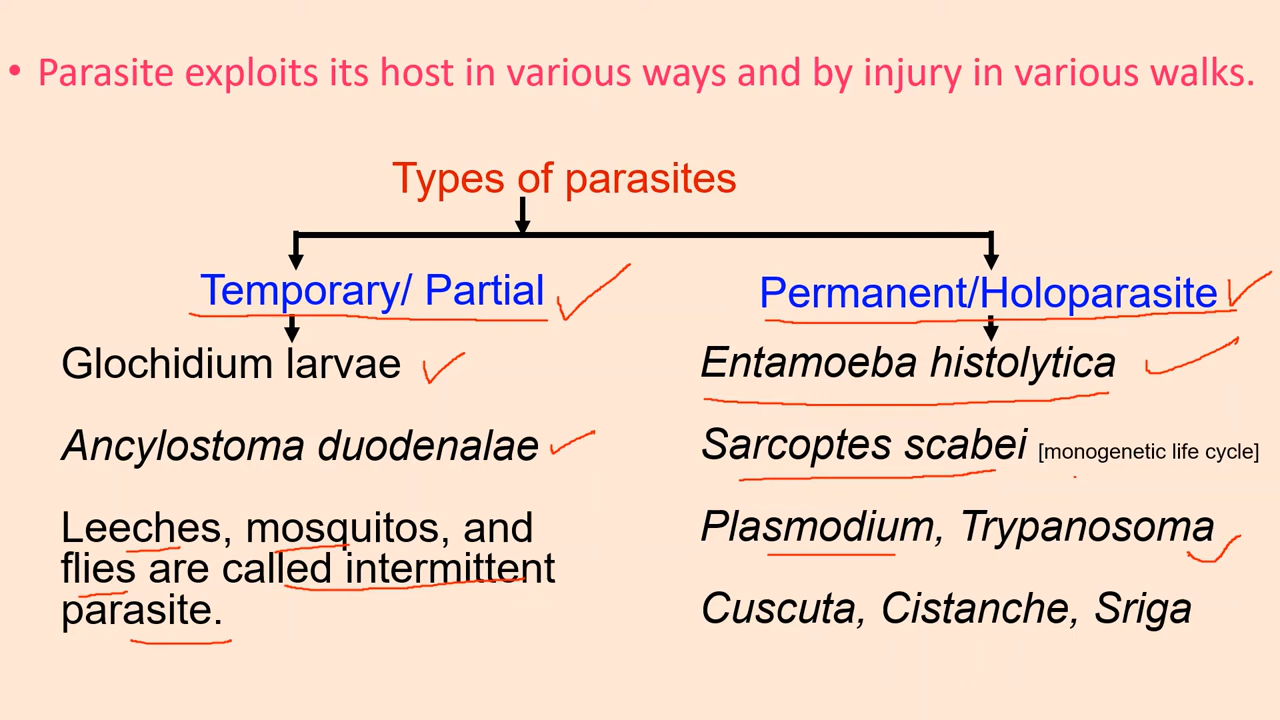 • Parasite exploits its host in various ways and by injury in various walks.
Types of parasites
Temporary/ Partial
Glochidium larvae
Ancylostoma duodenalae
Leeches, mosquitos, and
flies are called intermittent
parasite.
Permanent/Holoparasite
Entamoeba histolytica
Sarcoptes scabei [monogenetic life cycle]
Plasmodium, Trypanosoma
Cuscuta, Cistanche, Sriga